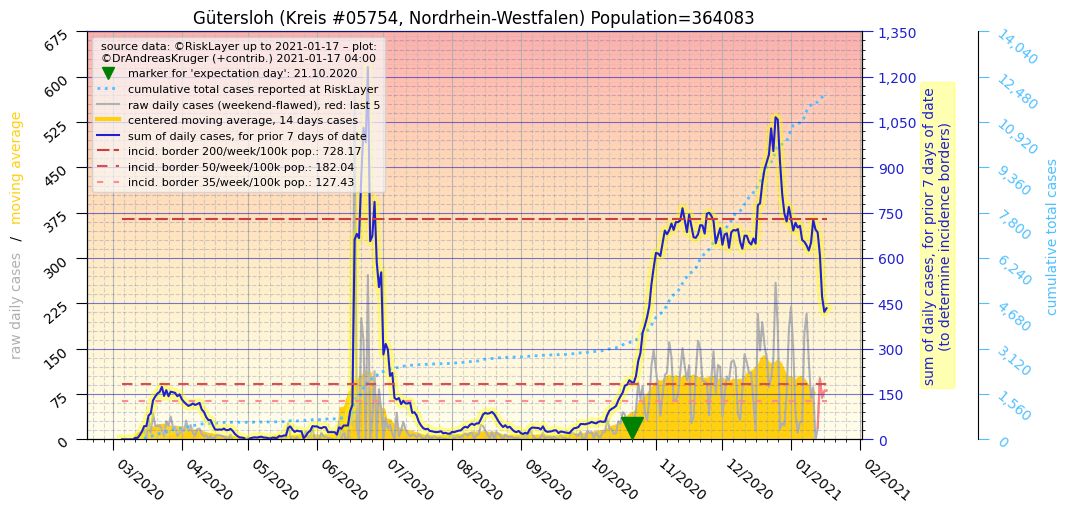 Gütersloh (Kreis #05754, Nordrhein-Westfalen) Population=364083
source data: ©RiskLayer up to 2021-01-17 – plot:
©DrAndreasKruger (+contrib.) 2021-01-17 04:00
marker for 'expectation day': 21.10.2020
cumulative total cases reported at RiskLayer
raw daily cases (weekend-flawed), red: last 5
centered moving average, 14 days cases
sum of daily cases, for prior 7 days of date
incid. border 200/week/100k pop.: 728.17
incid. border 50/week/100k pop.: 182.04
incid. border 35/week/100k pop.: 127.43
raw daily cases / moving average
675
600
525
450
375
300
225
150
75
0
03/2020
04/2020
05/2020
06/2020
07/2020
08/2020
09/2020
10/2020
11/2020
12/2020
01/2021
02/2021
1,350
1,200
1,050
900
750
600
450
300
150
0
sum of daily cases, for prior 7 days of date
(to determine incidence borders)
14,040
12,480
10,920
9,360
7,800
6,240
4,680
3,120
1,560
0
cumulative total cases